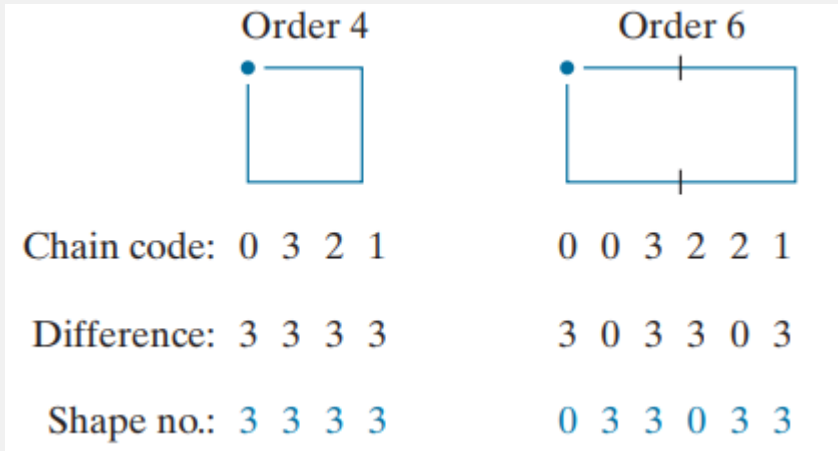 Order 4 Order 6
Chain code: 0 3 2 1 0 0 3 2 2 1
Difference: 3 3 3 3 3 0 3 3 0 3
Shape no.: 3 3 3 3 0 3 3 0 3 3